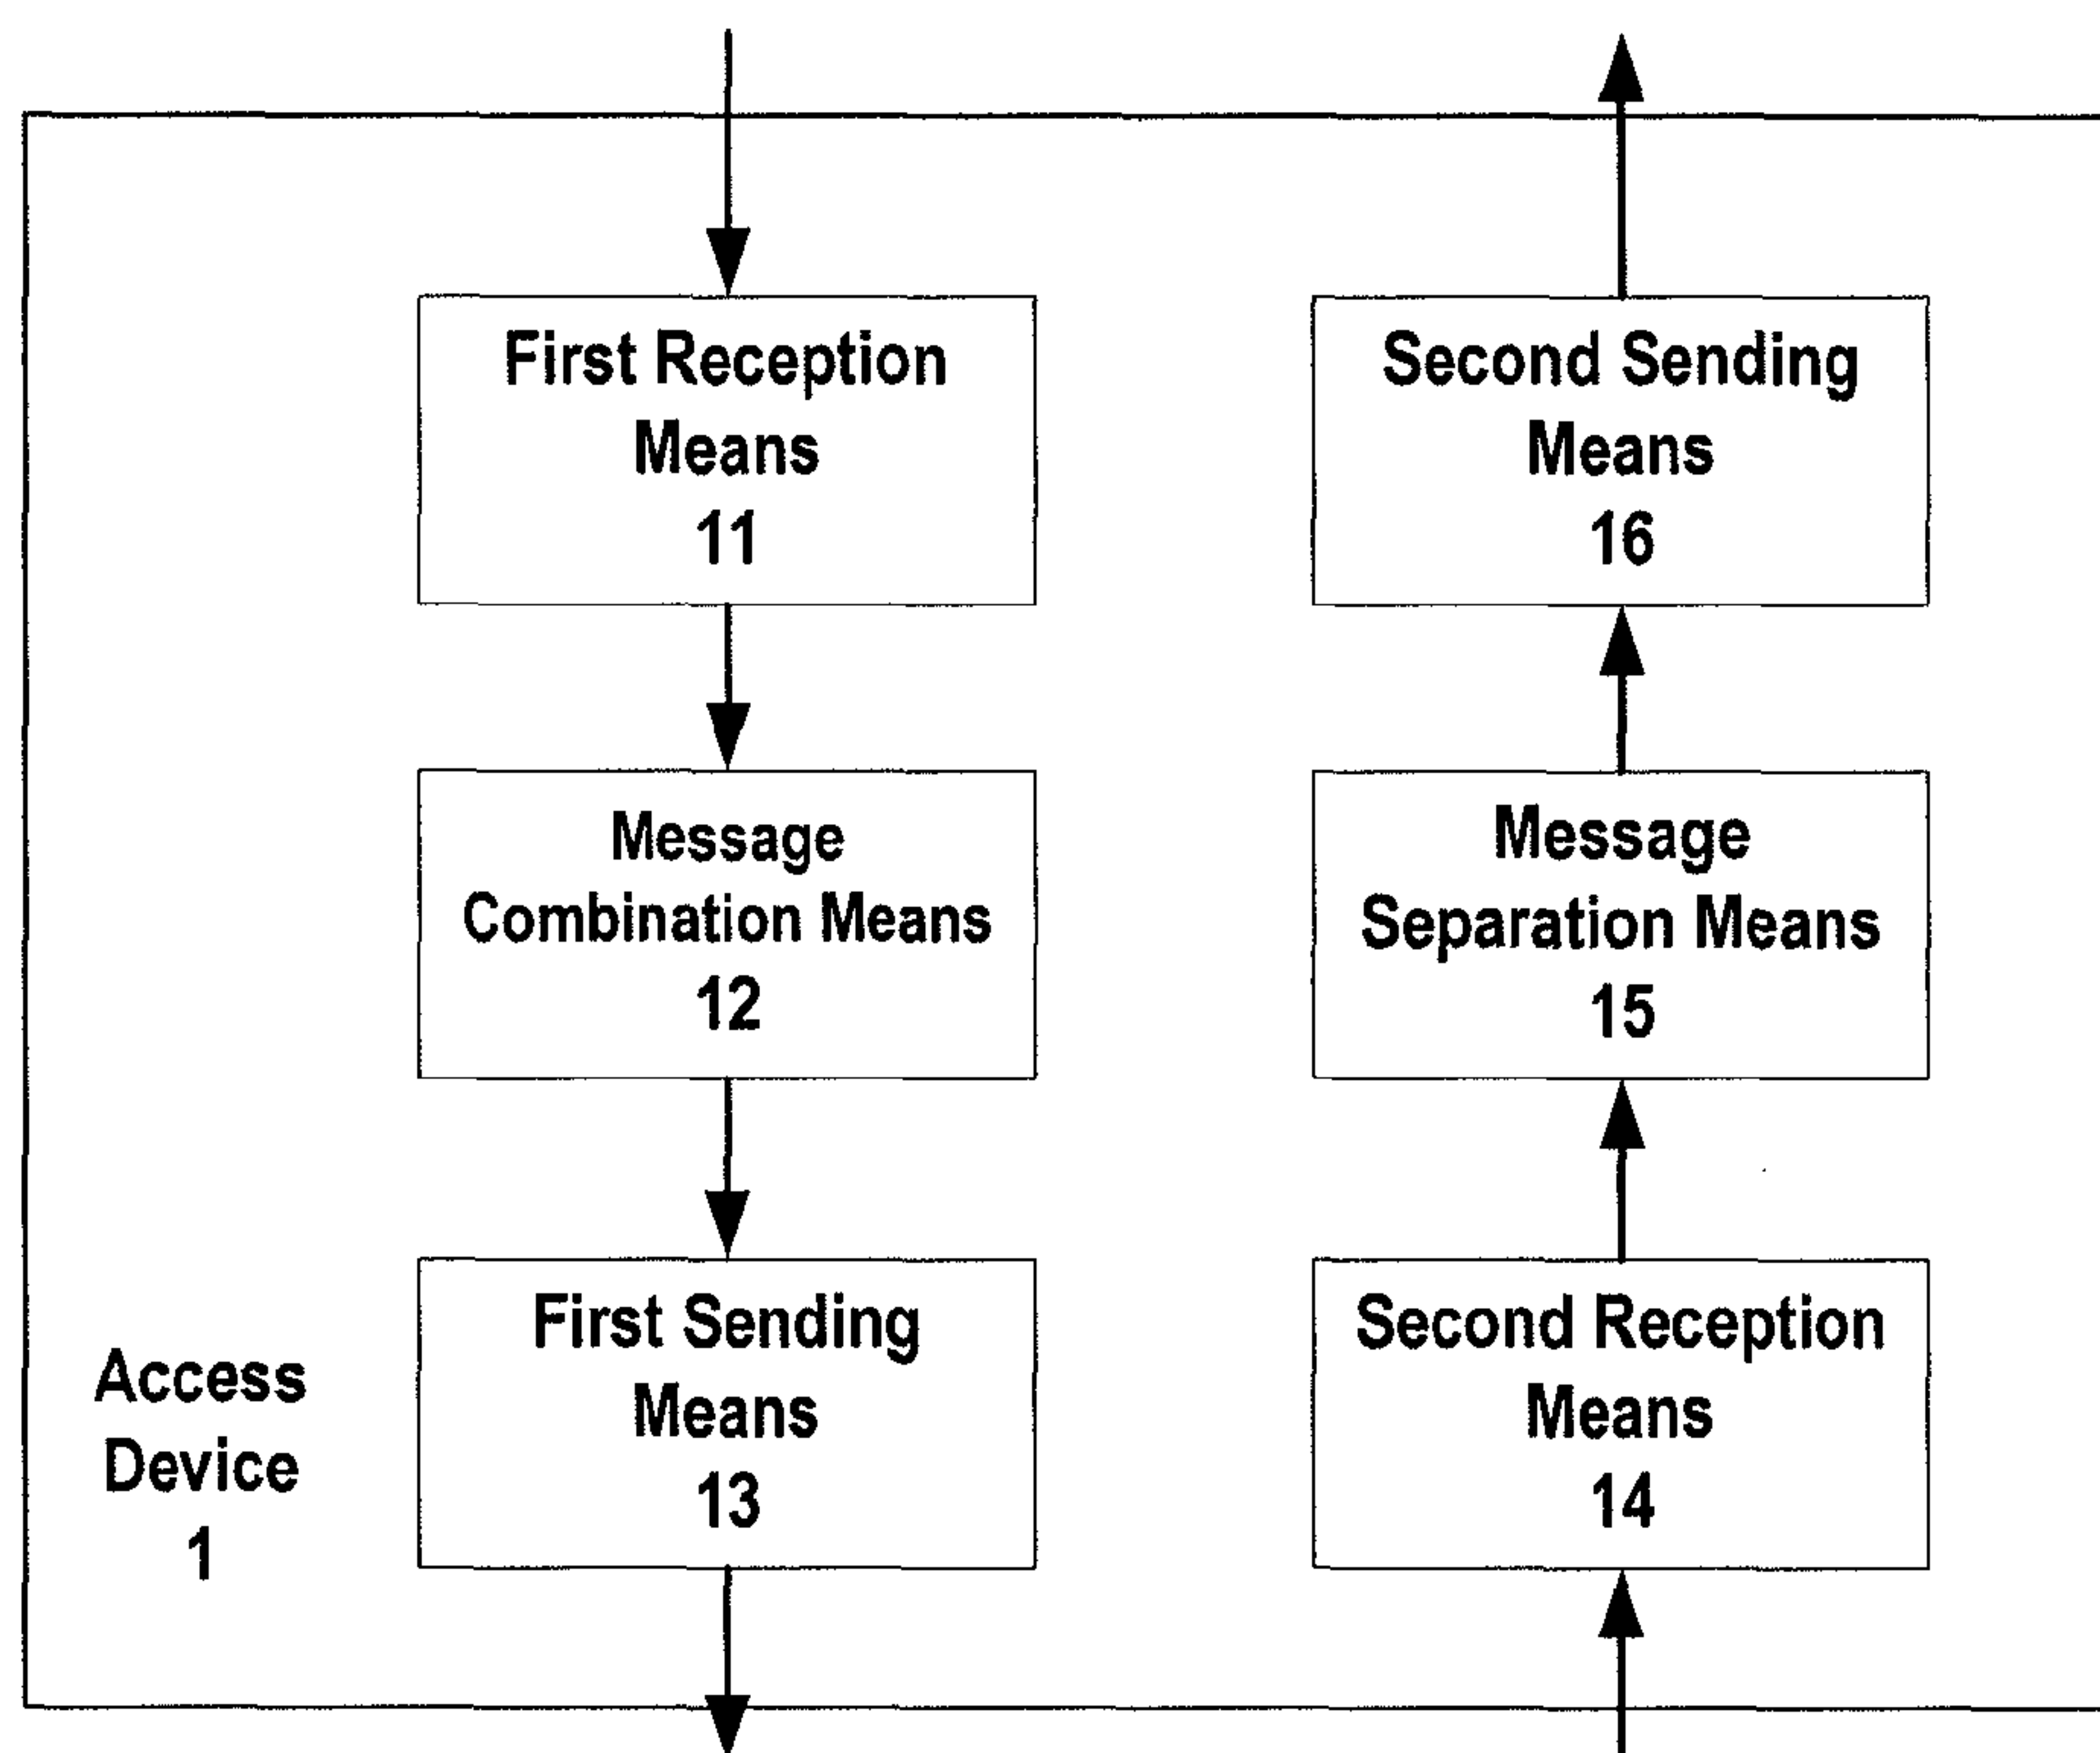 First Reception
Means
11
Second Sending
Means
16
Message
Combination Means
12
Message
Separation Means
15
First Sending
Means
13
Second Reception
Means
14
Access
Device
1